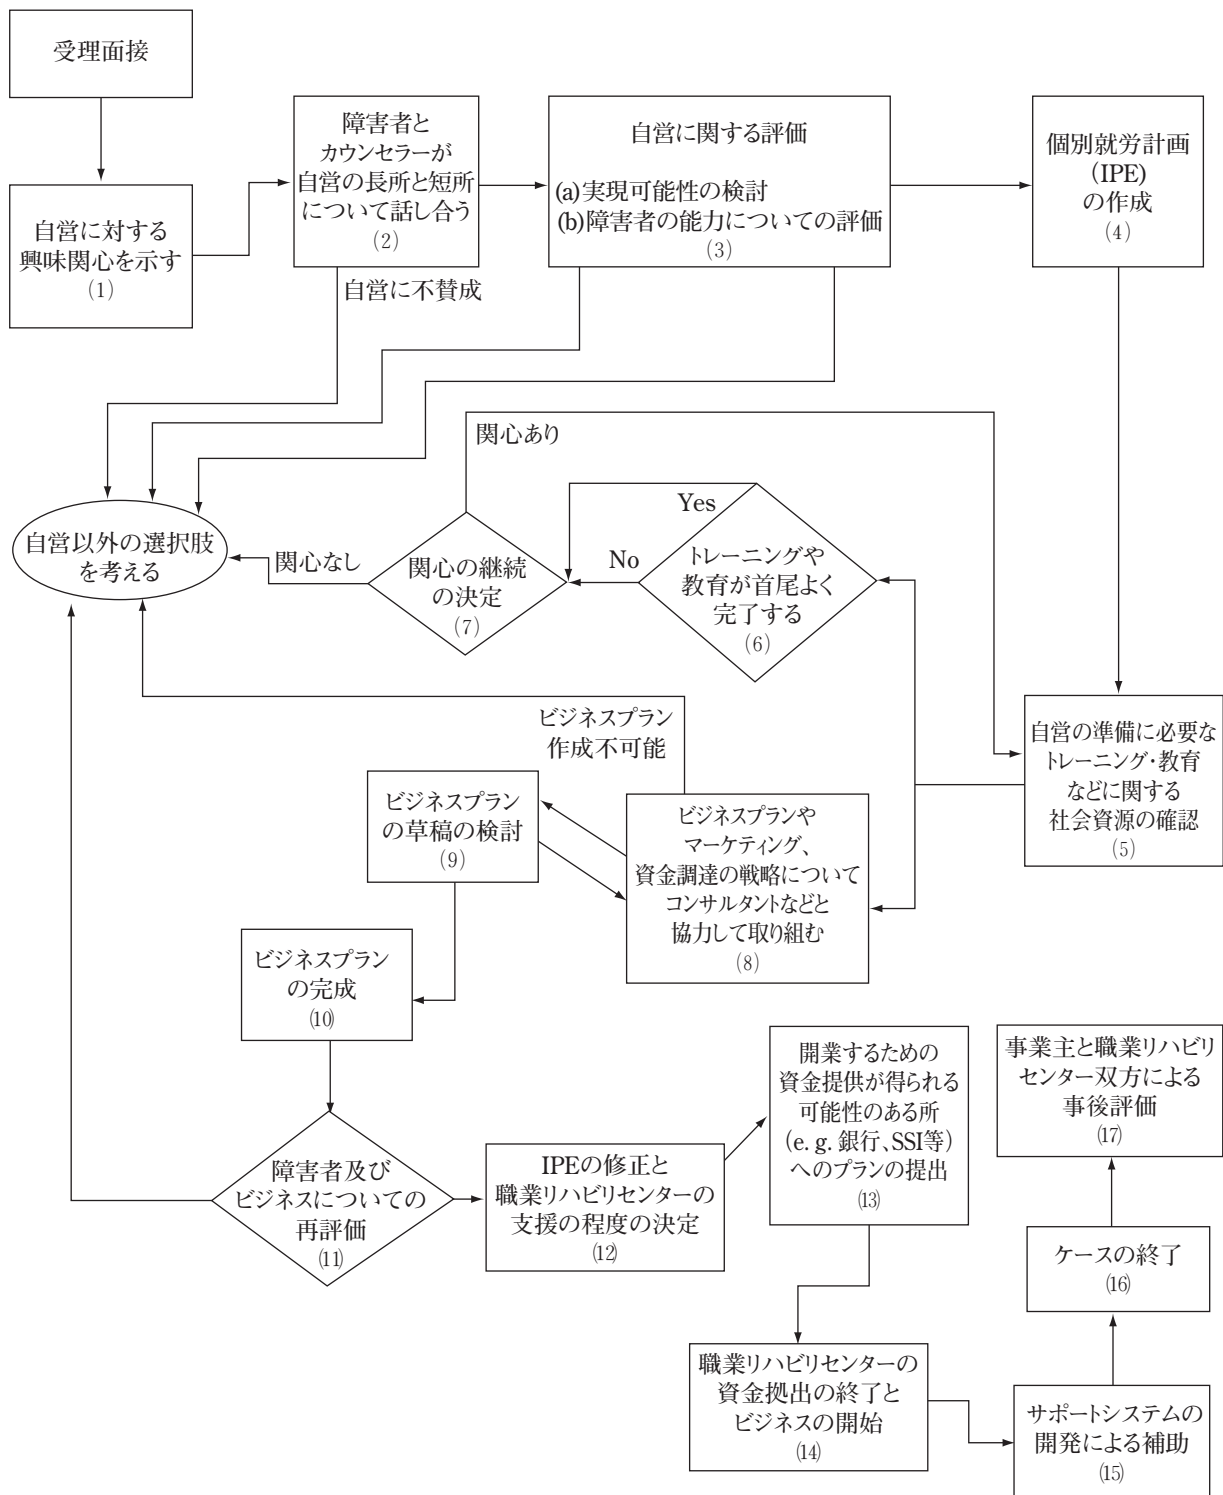 受理面接
自営に対する
興味関心を示す
(1)
障害者と
カウンセラーが
自営の長所と短所
について話し合う
(2)
自営に関する評価
(a)実現可能性の検討
(b)障害者の能力についての評価
(3)
個別就労計画
(IPE)
の作成
(4)
自営に不賛成
関心あり
自営以外の選択肢
を考える
関心なし
関心の継続
の決定
(7)
Yes
No
トレーニングや
教育が首尾よく
完了する
(6)
自営の準備に必要な
トレーニング・教育
などに関する
社会資源の確認
(5)
ビジネスプラン
作成不可能
ビジネスプランや
マーケティング、
資金調達の戦略について
コンサルタントなどと
協力して取り組む
(8)
ビジネスプラン
の草稿の検討
(9)
ビジネスプラン
の完成
(10)
障害者及び
ビジネスについての
再評価
(11)
IPEの修正と
職業リハビリセンターの
支援の程度の決定
(12)
開業するための
資金提供が得られる
可能性のある所
(e. g. 銀行、SSI等)
へのプランの提出
(13)
職業リハビリセンターの
資金拠出の終了と
ビジネスの開始
(14)
サポートシステムの
開発による補助
(15)
ケースの終了
(16)
事業主と職業リハビリ
センター双方による
事後評価
(17)